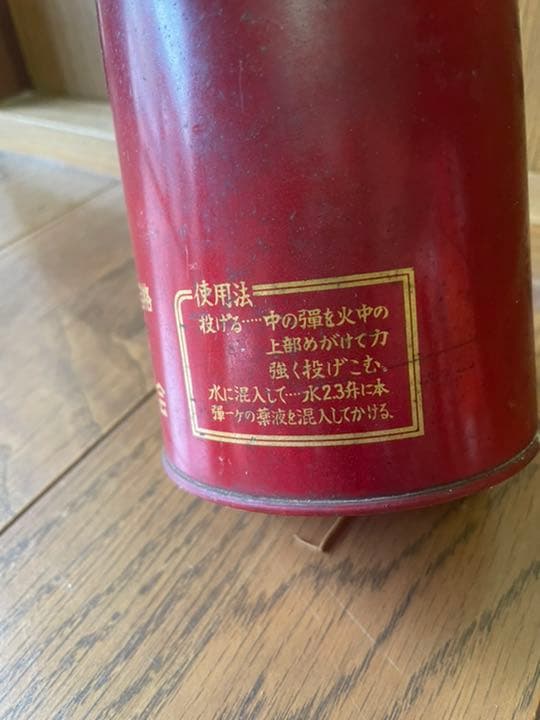 使用法
投げる……中の彈を火中の
上部めがけて力
強く投げこむ。
水に混入して…水2.3升に本
彈一ケの薬液を混入してかける、